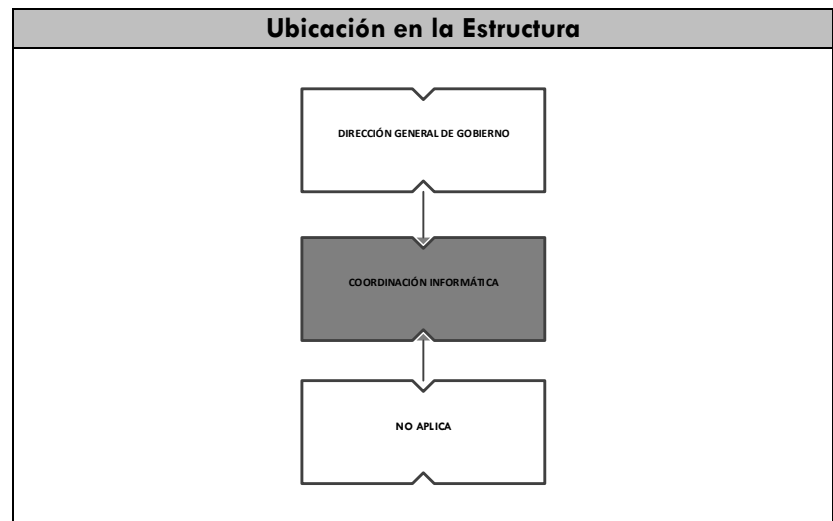 Ubicación en la Estructura
DIRECCIÓN GENERAL DE GOBIERNO
COORDINACIÓN INFORMÁTICA
NO APLICA